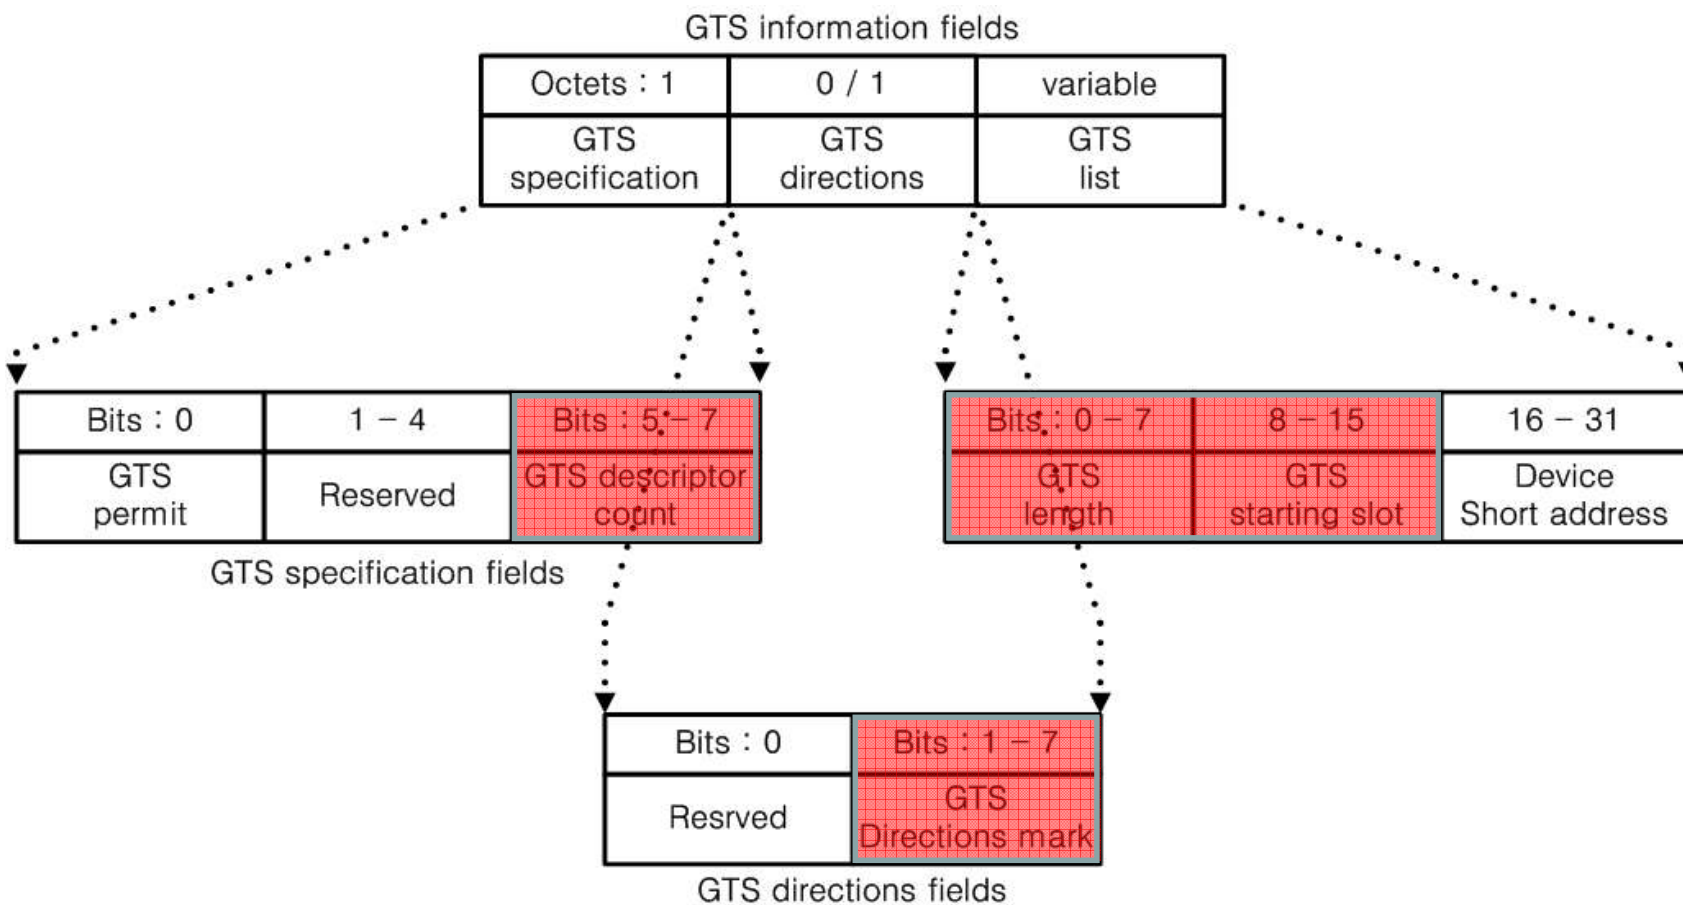 GTS information fields
Octets : 1
0 / 1
variable
GTS
specification
GTS
directions
GTS
list
Bits : 0
1 – 4
Bits : 5 – 7
GTS
permit
Reserved
GTS descriptor
count
GTS specification fields
Bits : 0 – 7
8 – 15
16 – 31
GTS
length
GTS
starting slot
Device
Short address
Bits : 0
Bits : 1 – 7
Resrved
GTS
Directions mark
GTS directions fields